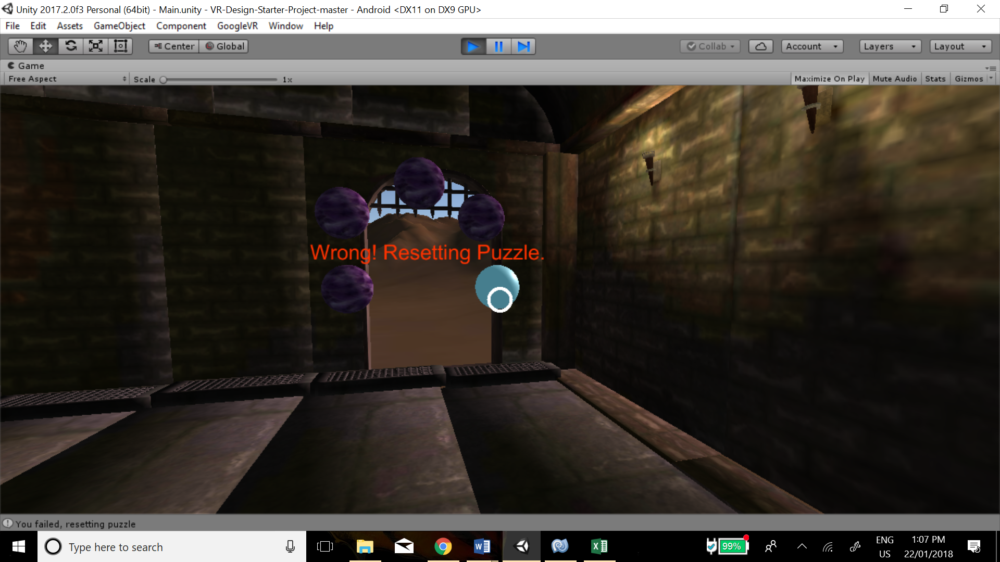 Unity 2017.2.0f3 Personal (64bit) - Main.unity - VR-Design-Starter-Project-master - Android <DX11 on DX9 GPU>
File Edit Assets GameObject Component GoogleVR Window Help
Center Global Collab Account Layers Layout
Game
Free Aspect Scale 1x Maximize On Play Mute Audio Stats Gizmos
Wrong! Resetting Puzzle.
You failed, resetting puzzle
Type here to search
99%
ENG
US
1:07 PM
22/01/2018